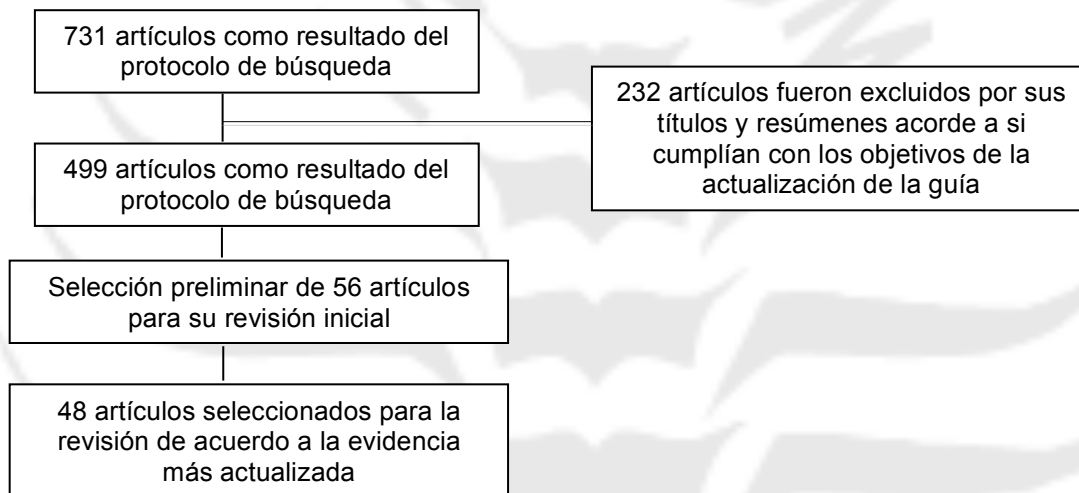 731 artículos como resultado del
protocolo de búsqueda
232 artículos fueron excluidos por sus
títulos y resúmenes acorde a si
cumplían con los objetivos de la
actualización de la guía
499 artículos como resultado del
protocolo de búsqueda
Selección preliminar de 56 artículos
para su revisión inicial
48 artículos seleccionados para la
revisión de acuerdo a la evidencia
más actualizada